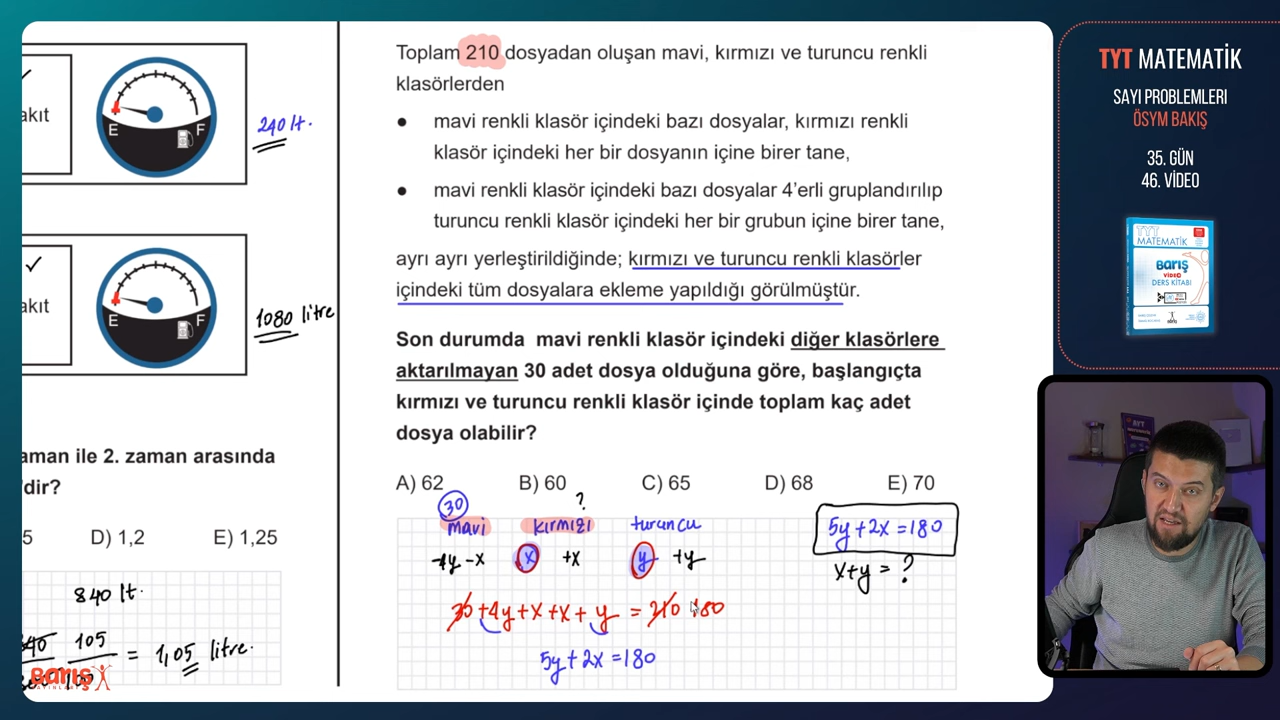 akıt
E
F
240 lt.
akıt
E
F
1080 litre
aman ile 2. zaman arasında
'dir?
5 D) 1,2 E) 1,25
840 lt.
105
= 1,05 litre.
BARIŞ
YAYINLARI
Toplam 210 dosyadan oluşan mavi, kırmızı ve turuncu renkli
klasörlerden
● mavi renkli klasör içindeki bazı dosyalar, kırmızı renkli
klasör içindeki her bir dosyanın içine birer tane,
● mavi renkli klasör içindeki bazı dosyalar 4'erli gruplandırılıp
turuncu renkli klasör içindeki her bir grubun içine birer tane,
ayrı ayrı yerleştirildiğinde; kırmızı ve turuncu renkli klasörler
içindeki tüm dosyalara ekleme yapıldığı görülmüştür.
Son durumda mavi renkli klasör içindeki diğer klasörlere
aktarılmayan 30 adet dosya olduğuna göre, başlangıçta
kırmızı ve turuncu renkli klasör içinde toplam kaç adet
dosya olabilir?
A) 62 B) 60 C) 65 D) 68 E) 70
30 ?
mavi kırmızı turuncu
-4y -x x +x y +y
30 +4y+x+x+y = 210 180
5y+2x=180
5y+2x=180
x+y = ?
TYT MATEMATİK
SAYI PROBLEMLERI
ÖSYM BAKIŞ
35. GÜN
46. VİDEO
TYT
MATEMATİK
BARIŞ
VİDEO
DERS KİTABI